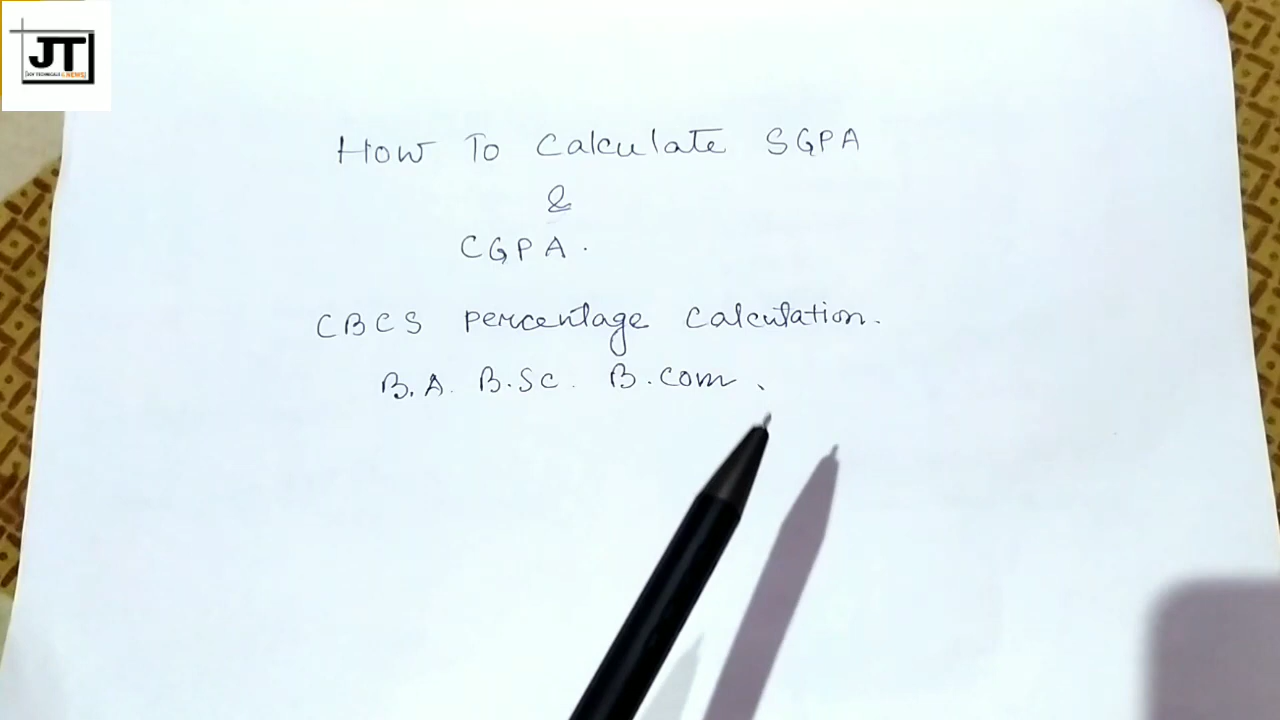 JT
How To Calculate SGPA
&
CGPA.
CBCS percentage calculation.
B.A. B.Sc. B.Com.